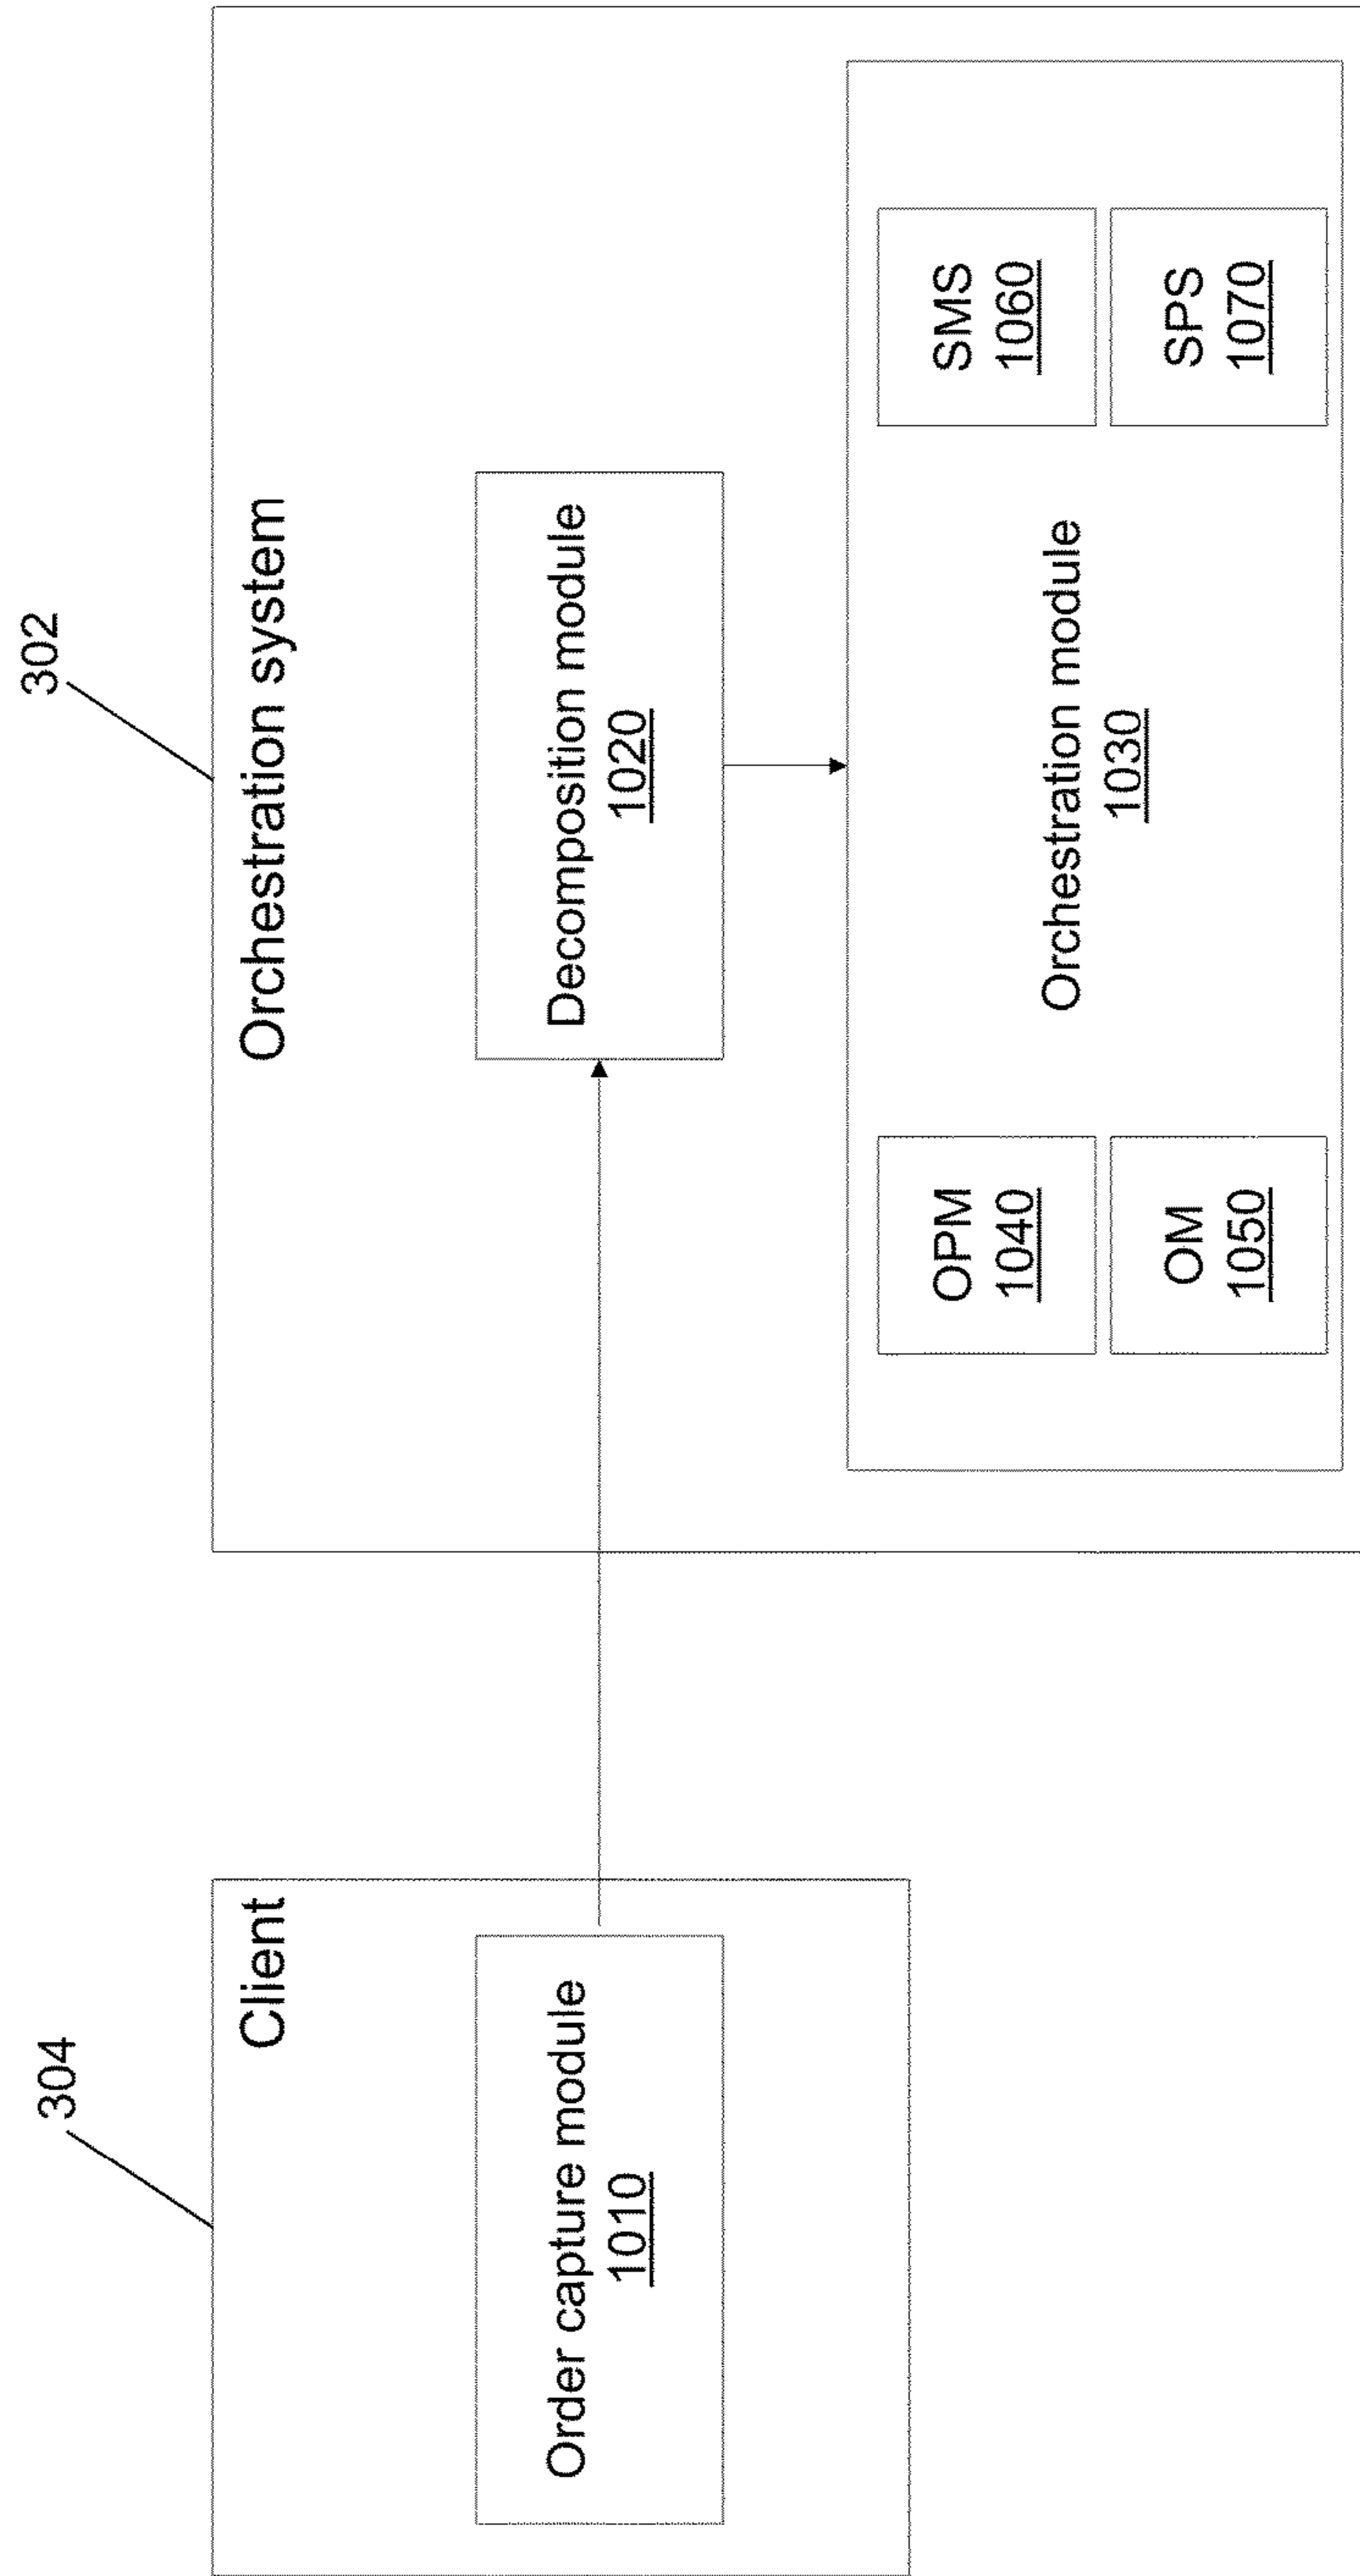 304
302
Client
Orchestration system
Order capture module
1010
Decomposition module
1020
OPM
1040
OM
1050
Orchestration module
1030
SMS
1060
SPS
1070